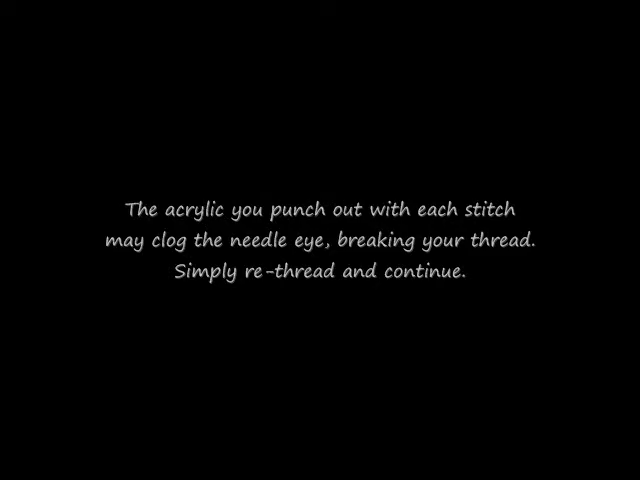 The acrylic you punch out with each stitch
may clog the needle eye, breaking your thread.
Simply re-thread and continue.